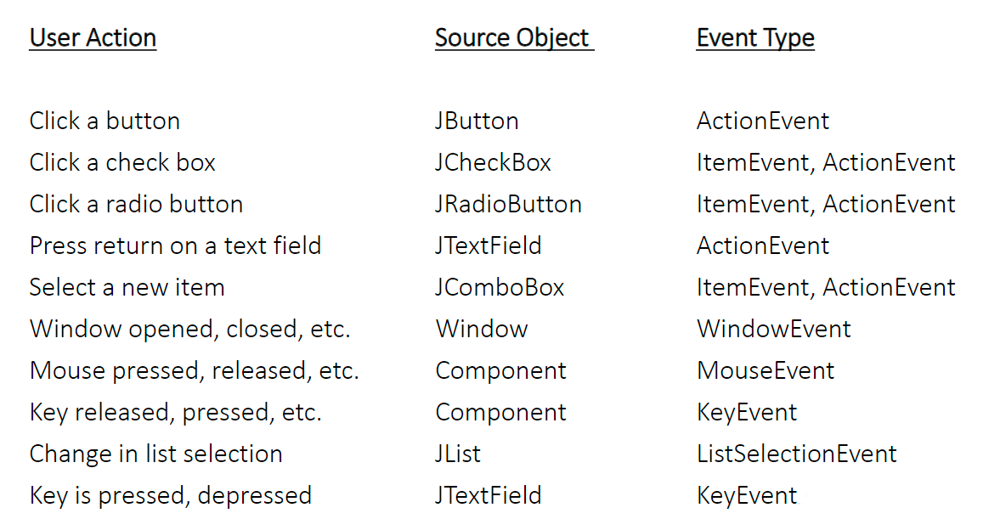 User Action Source Object Event Type
Click a button JButton ActionEvent
Click a check box JCheckBox ItemEvent, ActionEvent
Click a radio button JRadioButton ItemEvent, ActionEvent
Press return on a text field JTextField ActionEvent
Select a new item JComboBox ItemEvent, ActionEvent
Window opened, closed, etc. Window WindowEvent
Mouse pressed, released, etc. Component MouseEvent
Key released, pressed, etc. Component KeyEvent
Change in list selection JList ListSelectionEvent
Key is pressed, depressed JTextField KeyEvent